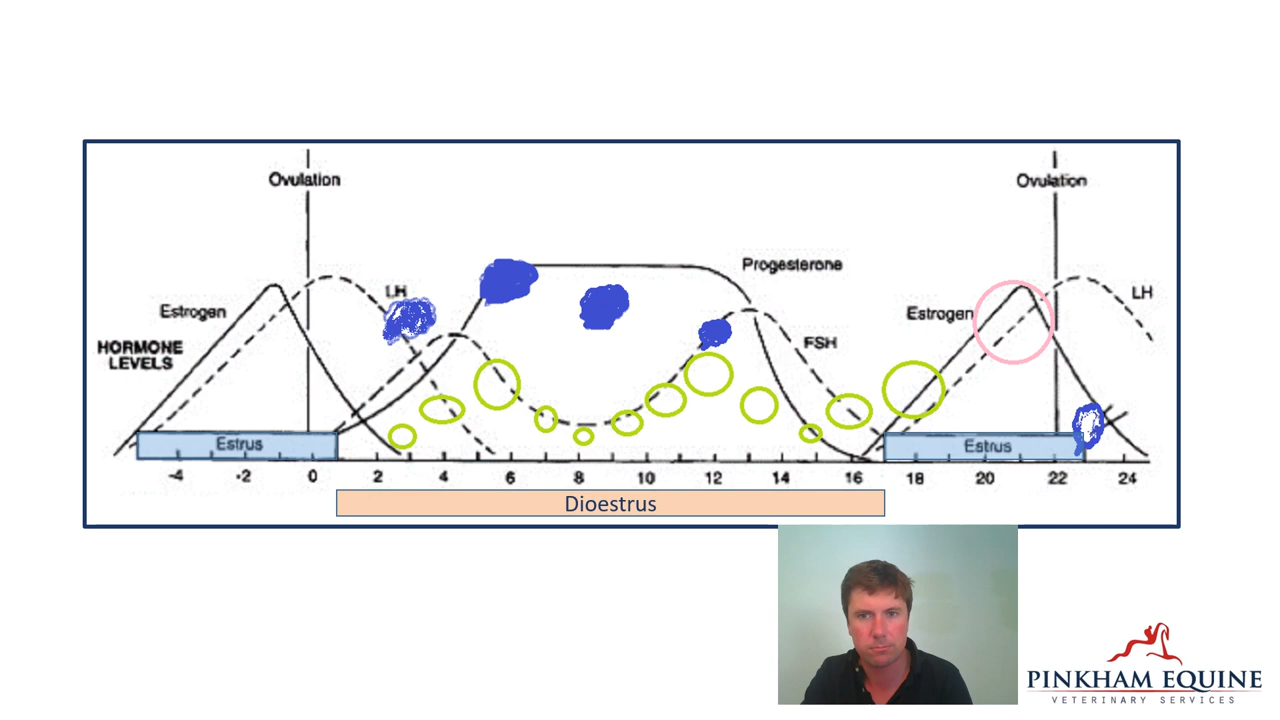 Ovulation
Ovulation
Progesterone
LH
LH
Estrogen
Estrogen
FSH
HORMONE
LEVELS
Estrus
Estrus
-4 -2 0 2 4 6 8 10 12 14 16 18 20 22 24
Dioestrus
PINKHAM EQUINE
VETERINARY SERVICES